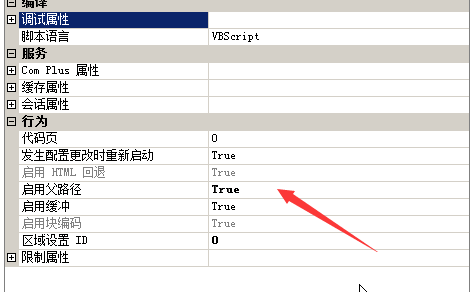 编译
调试属性
脚本语言 VBScript
服务
Com Plus 属性
缓存属性
会话属性
行为
代码页 0
发生配置更改时重新启动 True
启用 HTML 回退 True
启用父路径 True
启用缓冲 True
启用块编码 True
区域设置 ID 0
限制属性